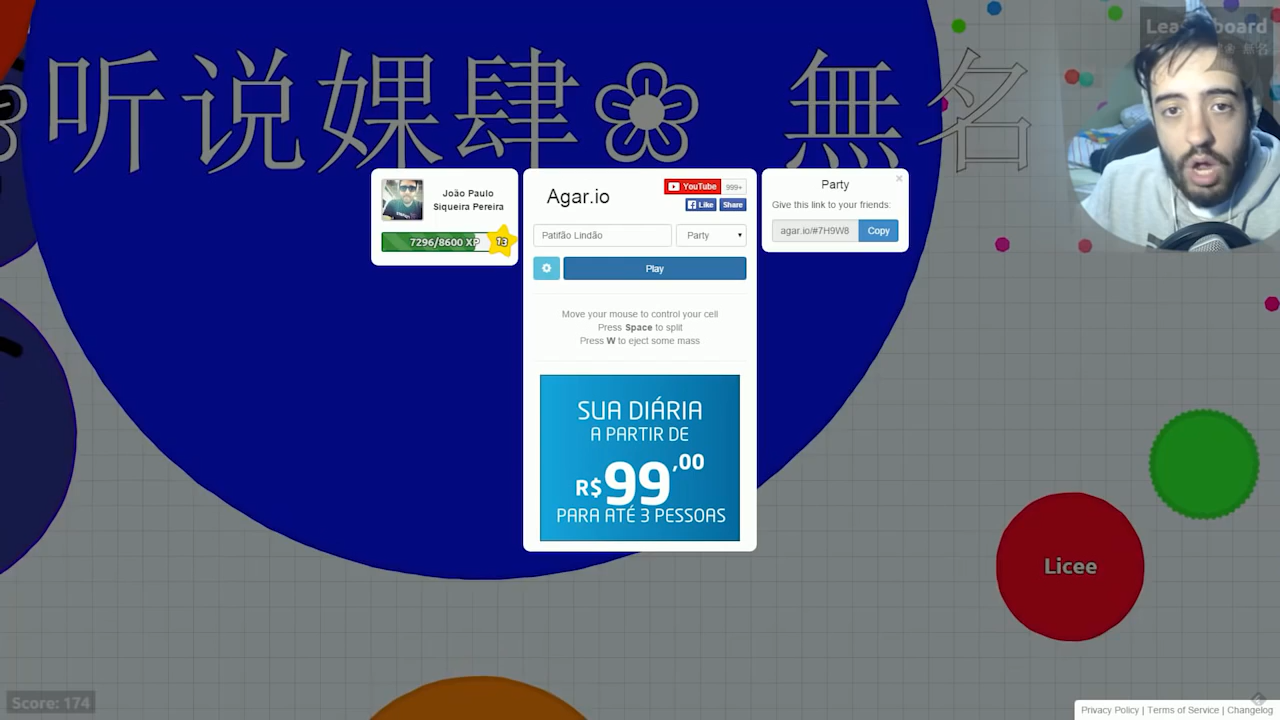 听说婐肆❀ 無名
Leaderboard
João Paulo
Siqueira Pereira
7296/8600 XP
13
Agar.io
YouTube 999+
Like Share
Patifão Lindão
Party
Play
Move your mouse to control your cell
Press Space to split
Press W to eject some mass
SUA DIÁRIA
A PARTIR DE
R$99,00
PARA ATÉ 3 PESSOAS
Party
×
Give this link to your friends:
agar.io/#7H9W8
Copy
Licee
Score: 174
Privacy Policy | Terms of Service | Changelog